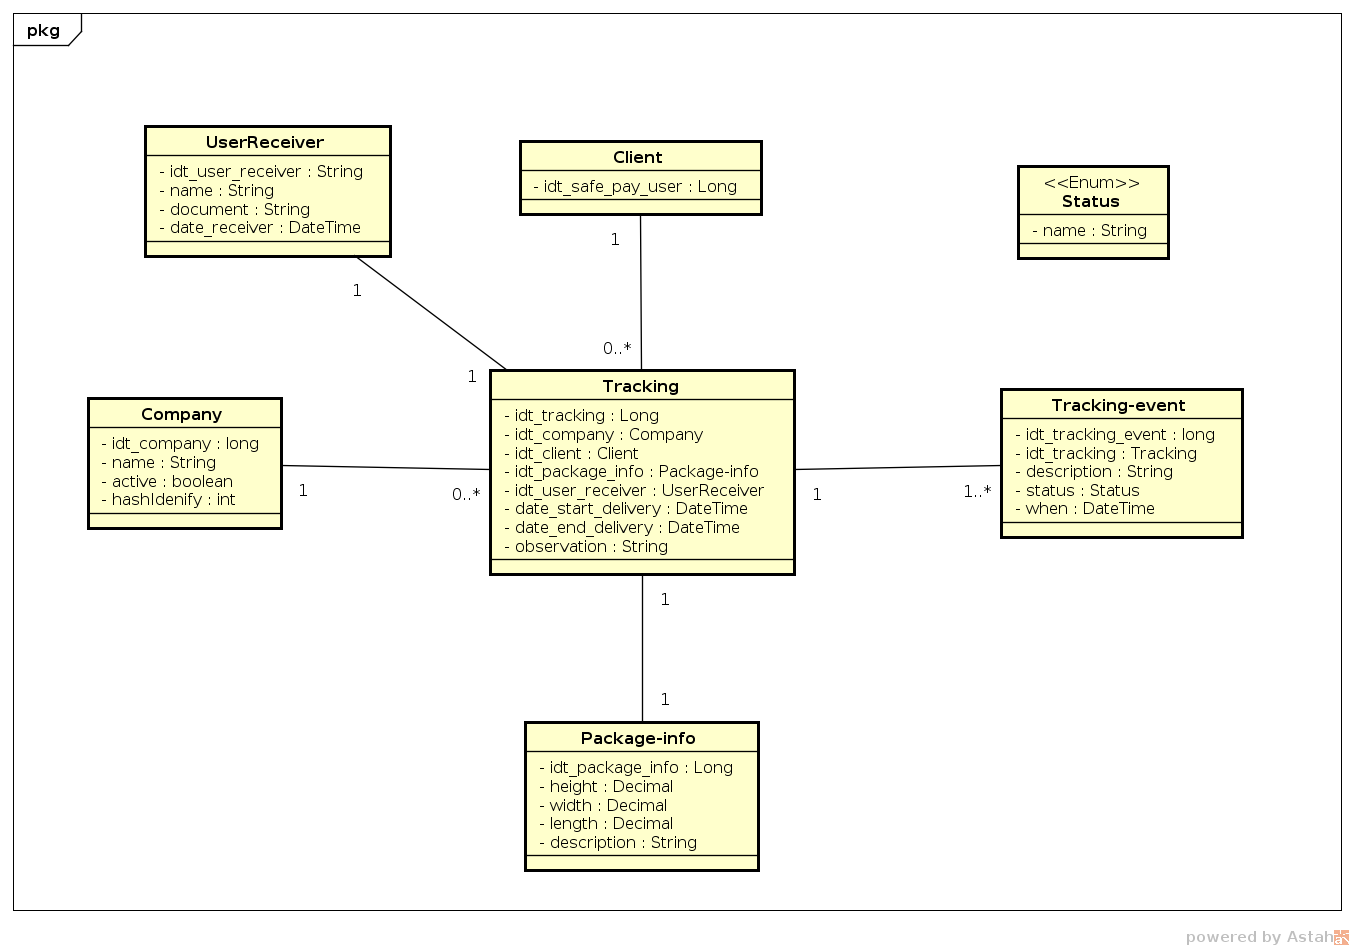 pkg
UserReceiver
- idt_user_receiver : String
- name : String
- document : String
- date_receiver : DateTime
Client
- idt_safe_pay_user : Long
<<Enum>>
Status
- name : String
1
1
0..*
1
Company
- idt_company : long
- name : String
- active : boolean
- hashIdenify : int
1
0..*
Tracking
- idt_tracking : Long
- idt_company : Company
- idt_client : Client
- idt_package_info : Package-info
- idt_user_receiver : UserReceiver
- date_start_delivery : DateTime
- date_end_delivery : DateTime
- observation : String
1
1..*
Tracking-event
- idt_tracking_event : long
- idt_tracking : Tracking
- description : String
- status : Status
- when : DateTime
1
1
Package-info
- idt_package_info : Long
- height : Decimal
- width : Decimal
- length : Decimal
- description : String
powered by Astah